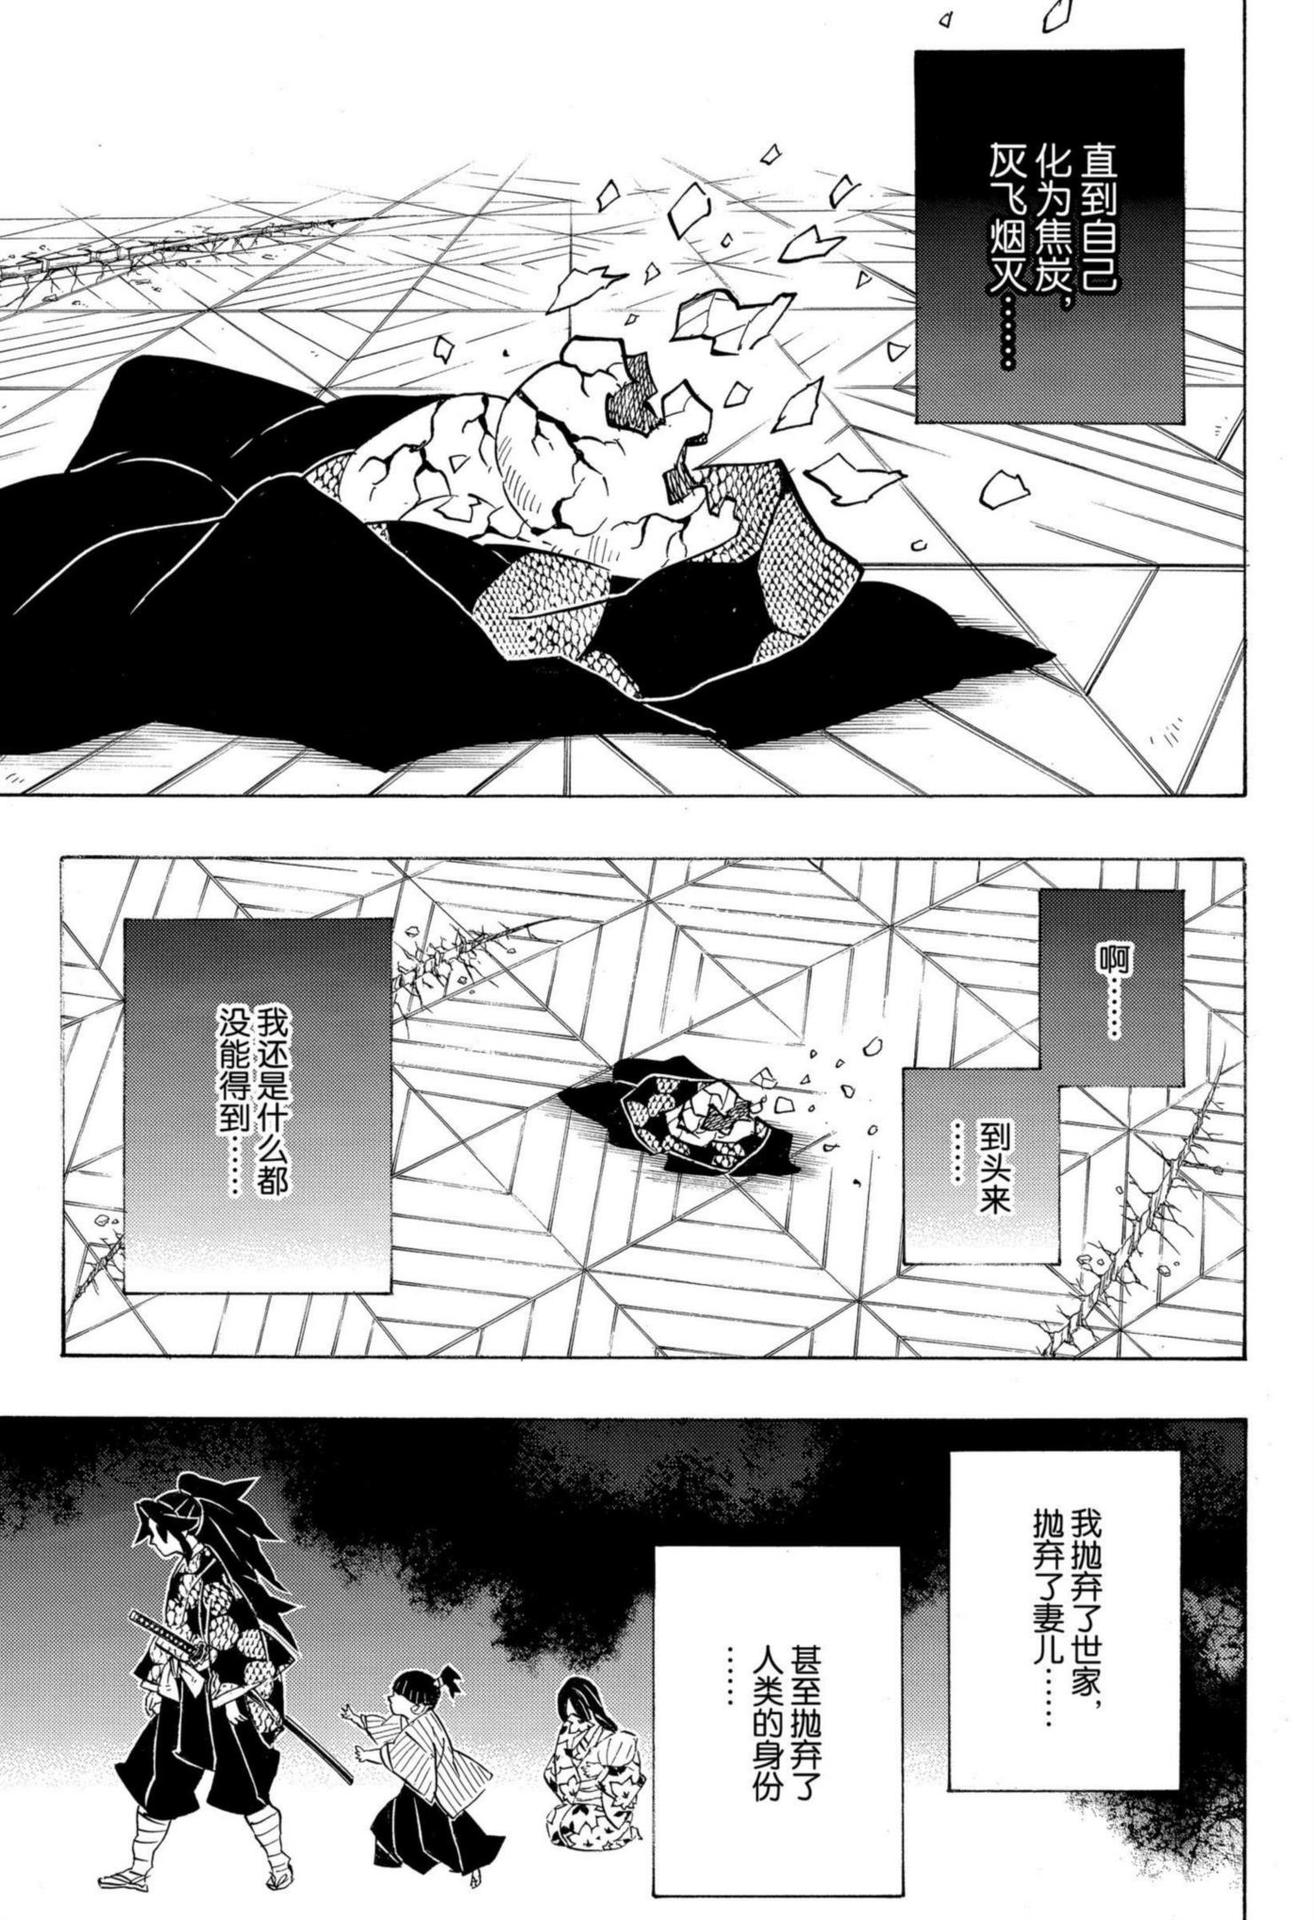 直到自己
化为焦炭，
灰飞烟灭……
啊……
到头来
……
我还是什么都
没能得到……
我抛弃了世家，
抛弃了妻儿……
甚至抛弃了
人类的身份
……